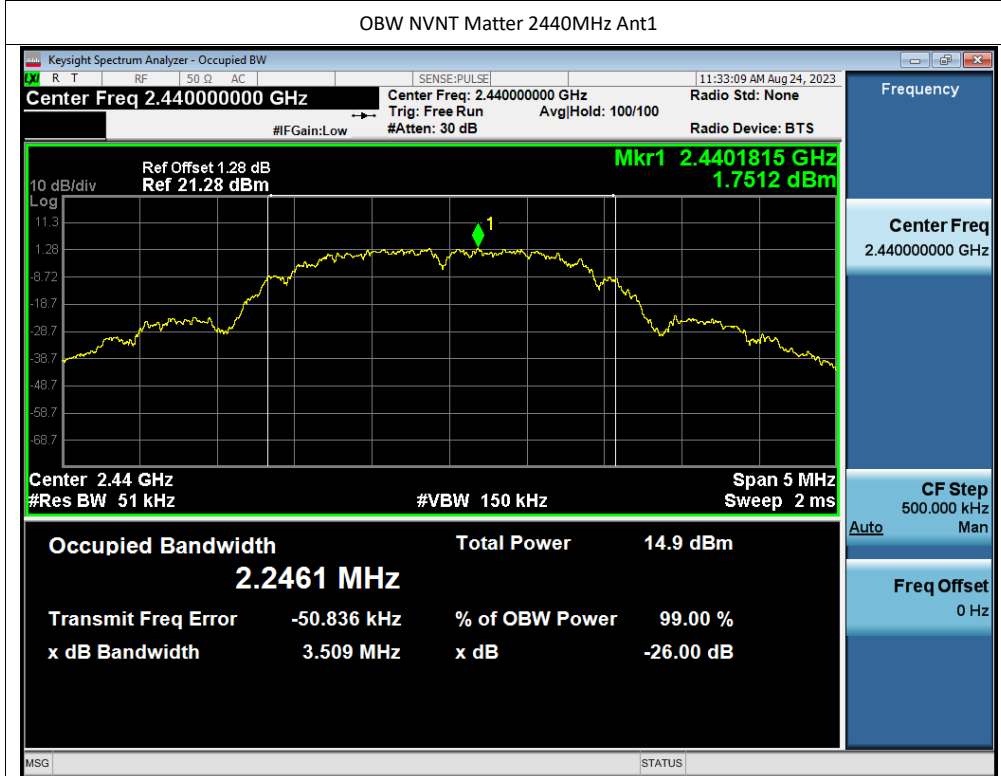 OBW NVNT Matter 2440MHz Ant1
Keysight Spectrum Analyzer - Occupied BW
LXI R T RF 50 Ω AC SENSE:PULSE 11:33:09 AM Aug 24, 2023
Center Freq 2.440000000 GHz Center Freq: 2.440000000 GHz Radio Std: None
Trig: Free Run Avg|Hold: 100/100
#IFGain:Low #Atten: 30 dB Radio Device: BTS
Ref Offset 1.28 dB Mkr1 2.4401815 GHz
10 dB/div Ref 21.28 dBm 1.7512 dBm
Log
11.3
1
1.28
-8.72
-18.7
-28.7
-38.7
-48.7
-58.7
-68.7
Center 2.44 GHz Span 5 MHz
#Res BW 51 kHz #VBW 150 kHz Sweep 2 ms
Occupied Bandwidth Total Power 14.9 dBm
2.2461 MHz
Transmit Freq Error -50.836 kHz % of OBW Power 99.00 %
x dB Bandwidth 3.509 MHz x dB -26.00 dB
Frequency
Center Freq
2.440000000 GHz
CF Step
500.000 kHz
Auto Man
Freq Offset
0 Hz
MSG STATUS